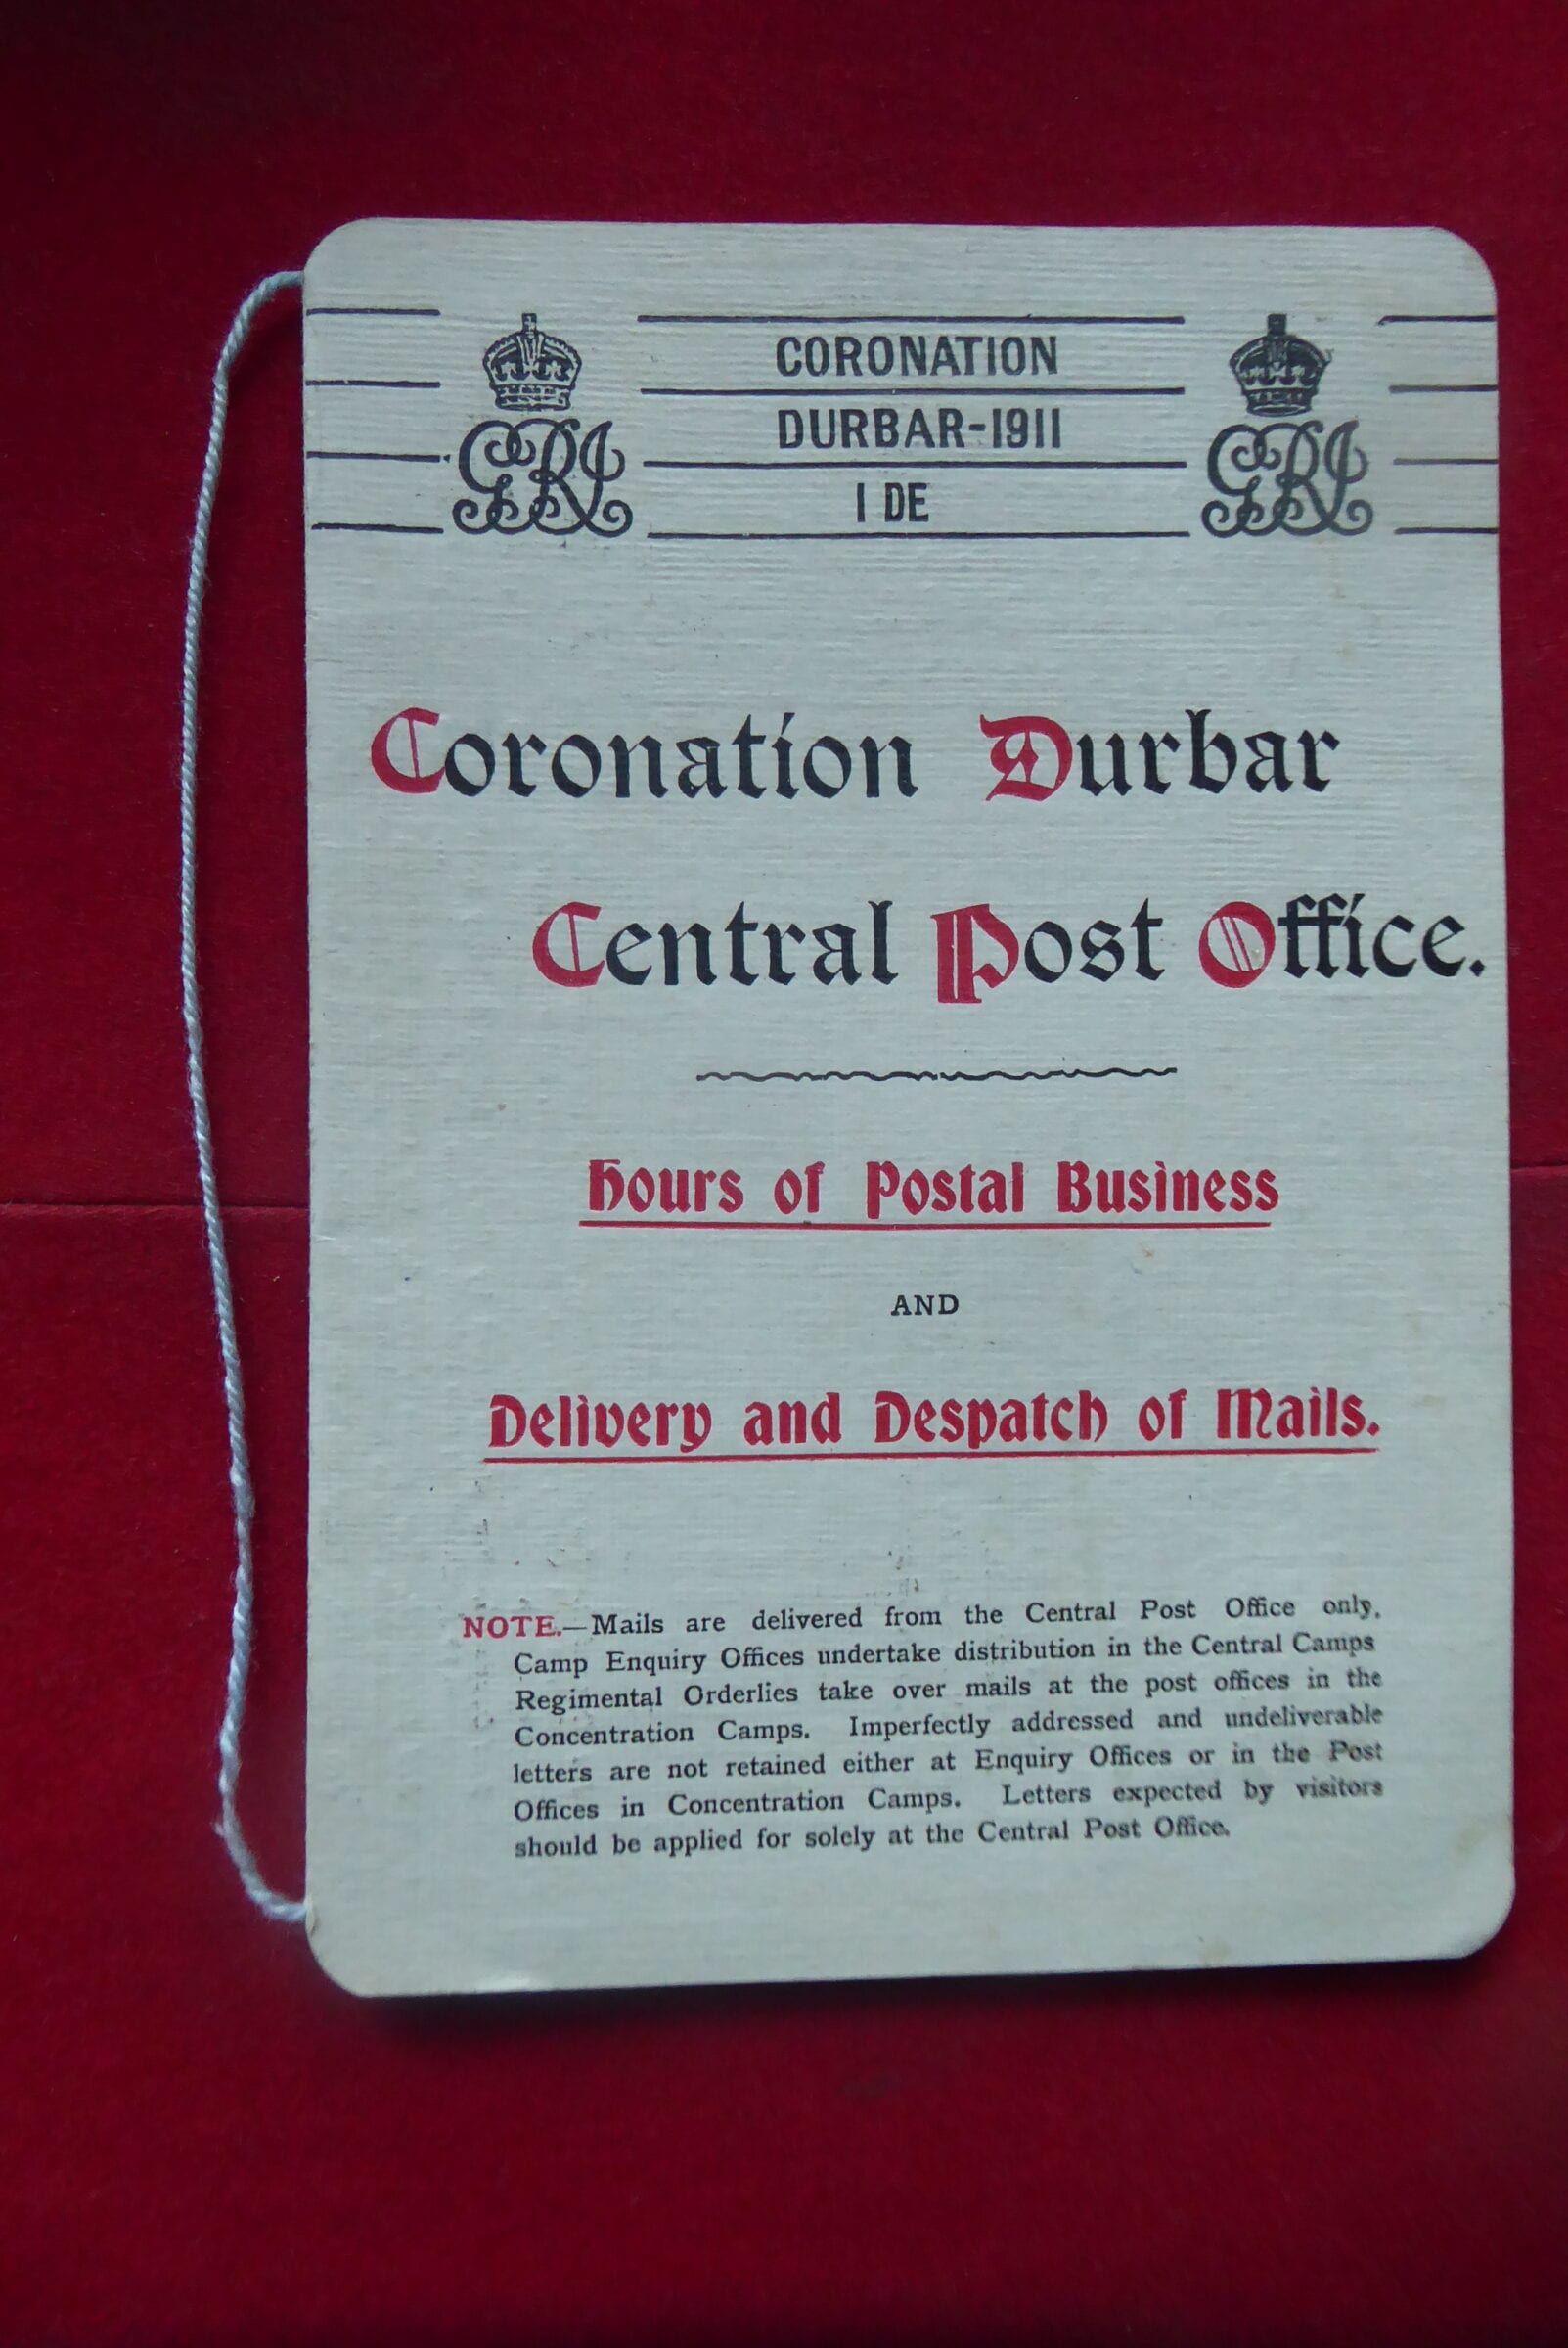 CORONATION
DURBAR-1911
1 DE
GRI GRI
Coronation Durbar
Central Post Office.
Hours of Postal Business
AND
Delivery and Despatch of Mails.
NOTE.—Mails are delivered from the Central Post Office only,
Camp Enquiry Offices undertake distribution in the Central Camps
Regimental Orderlies take over mails at the post offices in the
Concentration Camps. Imperfectly addressed and undeliverable
letters are not retained either at Enquiry Offices or in the Post
Offices in Concentration Camps. Letters expected by visitors
should be applied for solely at the Central Post Office.